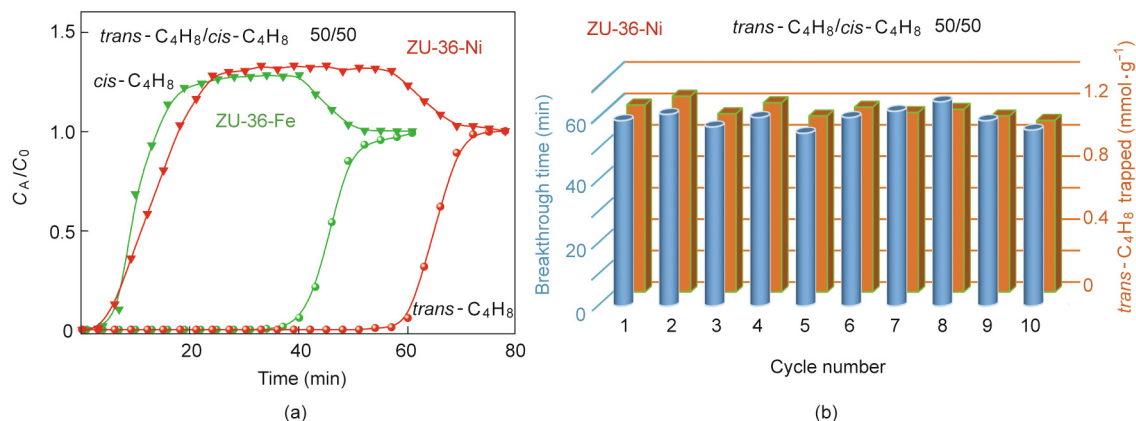 trans-C₄H₈/cis-C₄H₈ 50/50
ZU-36-Ni
cis-C₄H₈
ZU-36-Fe
trans-C₄H₈
1.5
1.0
0.5
0
20
40
60
80
C_A/C_0
Time (min)
(a)
ZU-36-Ni
trans-C₄H₈/cis-C₄H₈ 50/50
Breakthrough time (min)
60
40
20
0
1.2
0.8
0.4
0
trans-C₄H₈ trapped (mmol·g⁻¹)
1 2 3 4 5 6 7 8 9 10
Cycle number
(b)